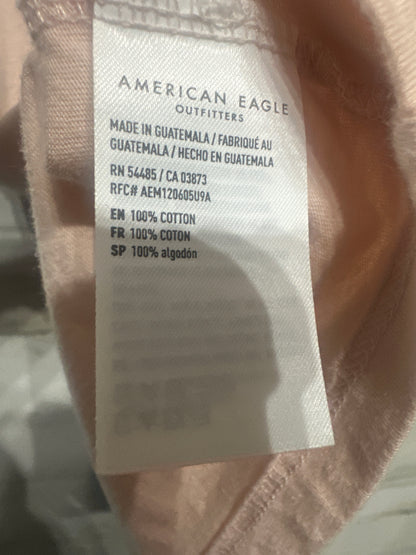 AMERICAN EAGLE
OUTFITTERS
MADE IN GUATEMALA / FABRIQUÉ AU
GUATEMALA / HECHO EN GUATEMALA
RN 54485 / CA 03873
RFC# AEM120605U9A
EN 100% COTTON
FR 100% COTON
SP 100% algodón